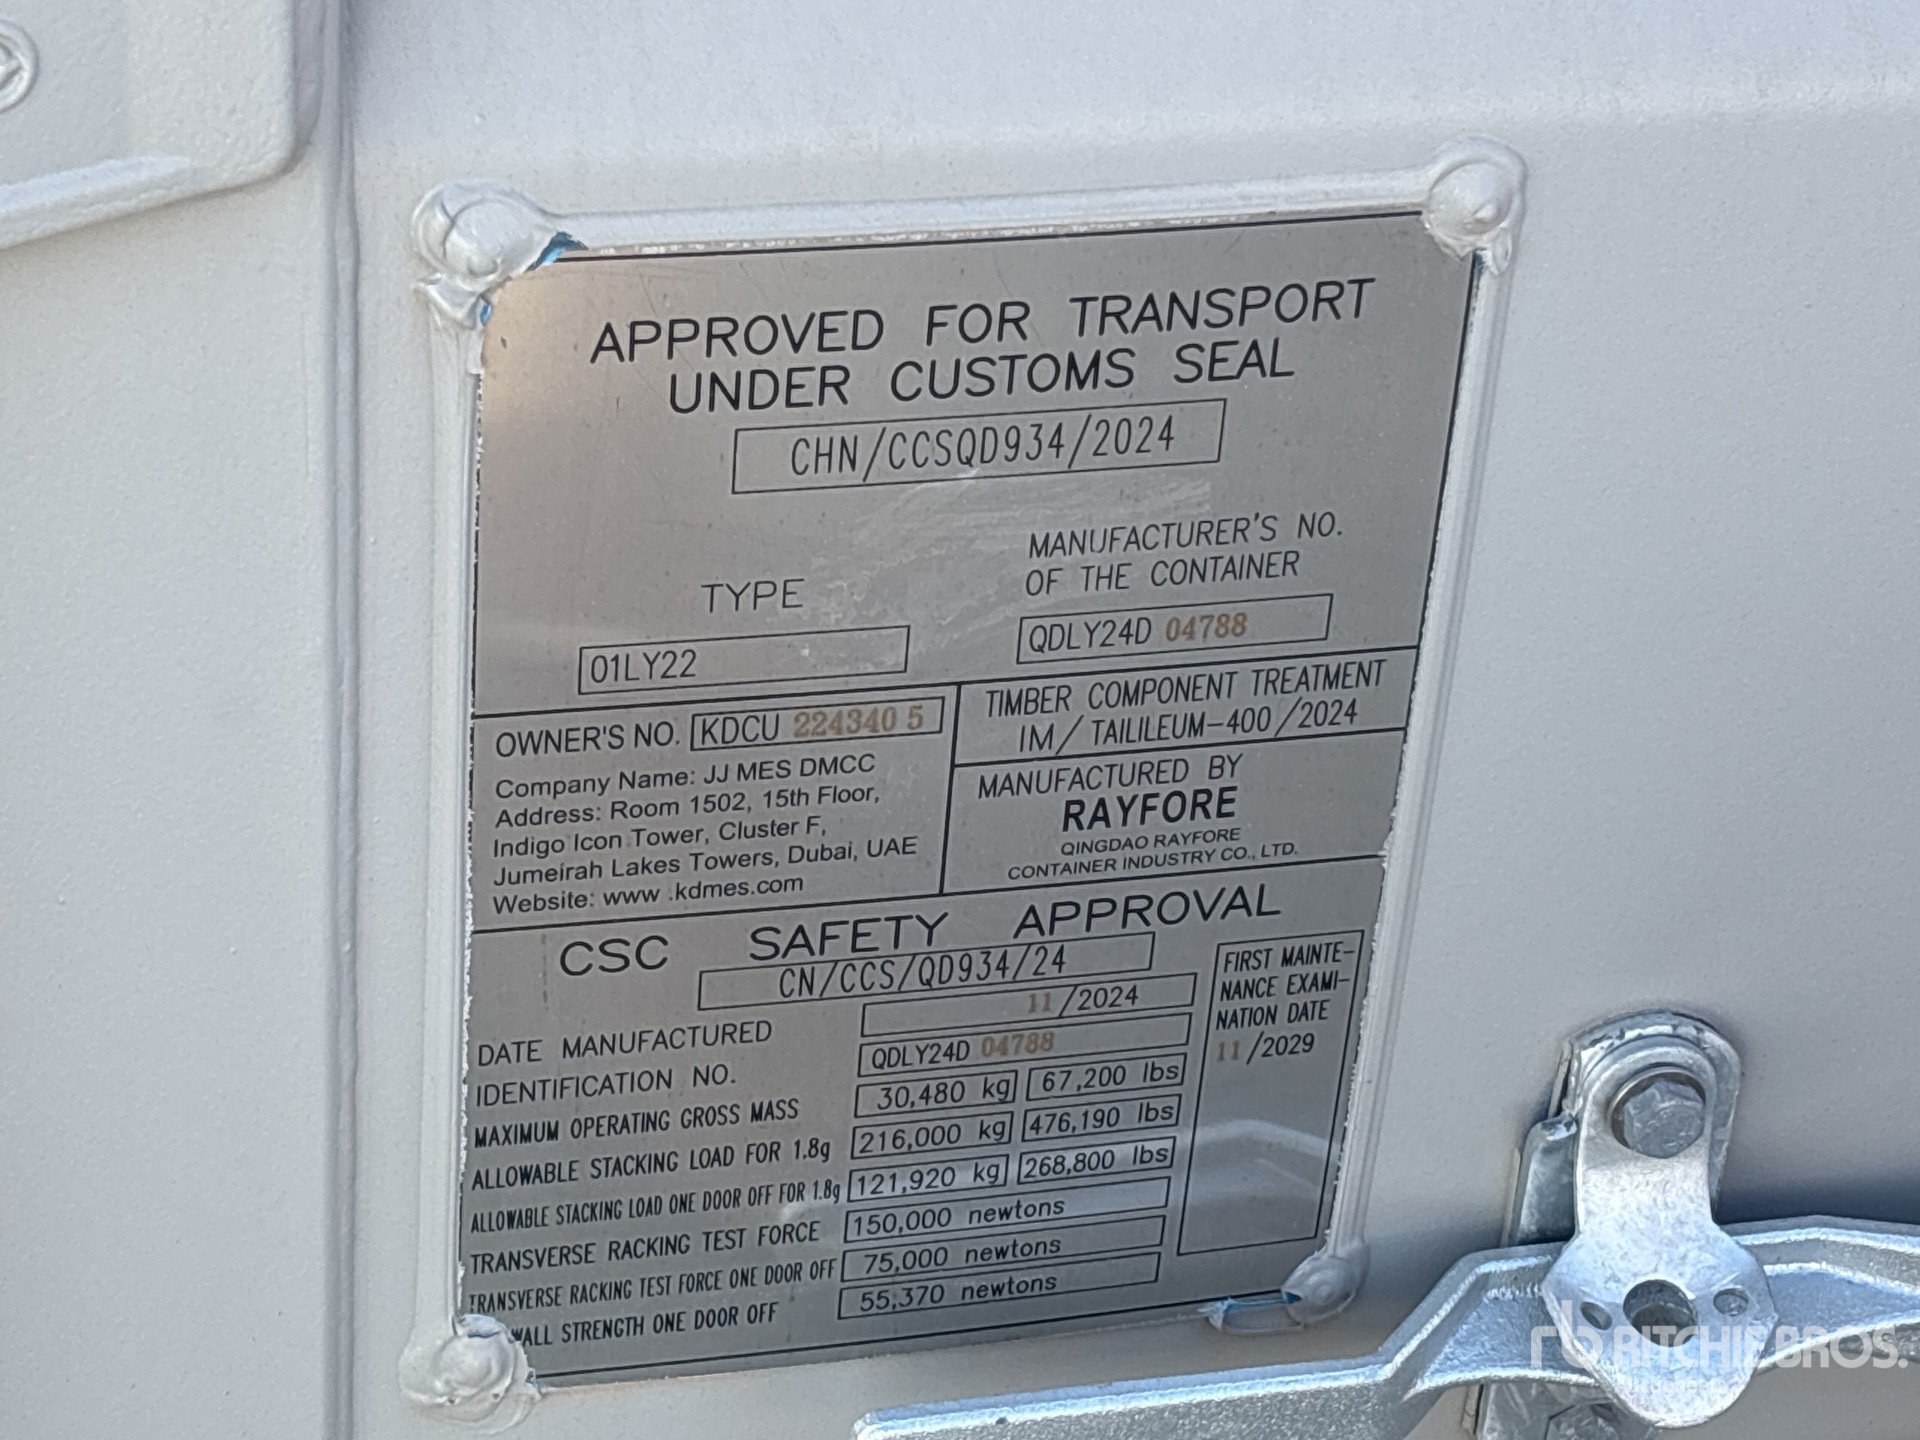 APPROVED FOR TRANSPORT
UNDER CUSTOMS SEAL
CHN/CCSQD934/2024
TYPE
01LY22
MANUFACTURER'S NO.
OF THE CONTAINER
QDLY24D 04788
OWNER'S NO. KDCU 224340 5
Company Name: JJ MES DMCC
Address: Room 1502, 15th Floor,
Indigo Icon Tower, Cluster F,
Jumeirah Lakes Towers, Dubai, UAE
Website: www .kdmes.com
TIMBER COMPONENT TREATMENT
IM/ TAILILEUM-400/2024
MANUFACTURED BY
RAYFORE
QINGDAO RAYFORE
CONTAINER INDUSTRY CO., LTD.
CSC SAFETY APPROVAL
CN/CCS/QD934/24
DATE MANUFACTURED 11/2024
IDENTIFICATION NO. QDLY24D 04788
MAXIMUM OPERATING GROSS MASS 30,480 kg 67,200 lbs
ALLOWABLE STACKING LOAD FOR 1.8g 216,000 kg 476,190 lbs
ALLOWABLE STACKING LOAD ONE DOOR OFF FOR 1.8g 121,920 kg 268,800 lbs
TRANSVERSE RACKING TEST FORCE 150,000 newtons
TRANSVERSE RACKING TEST FORCE ONE DOOR OFF 75,000 newtons
WALL STRENGTH ONE DOOR OFF 55,370 newtons
FIRST MAINTE-
NANCE EXAMI-
NATION DATE
11/2029
rb RITCHIE BROS.